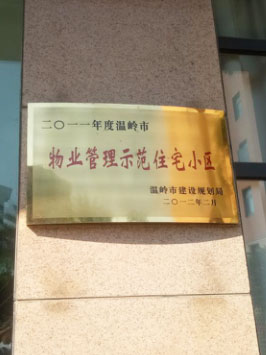 二〇一一年度温岭市
物业管理示范住宅小区
温岭市建设规划局
二〇一二年二月